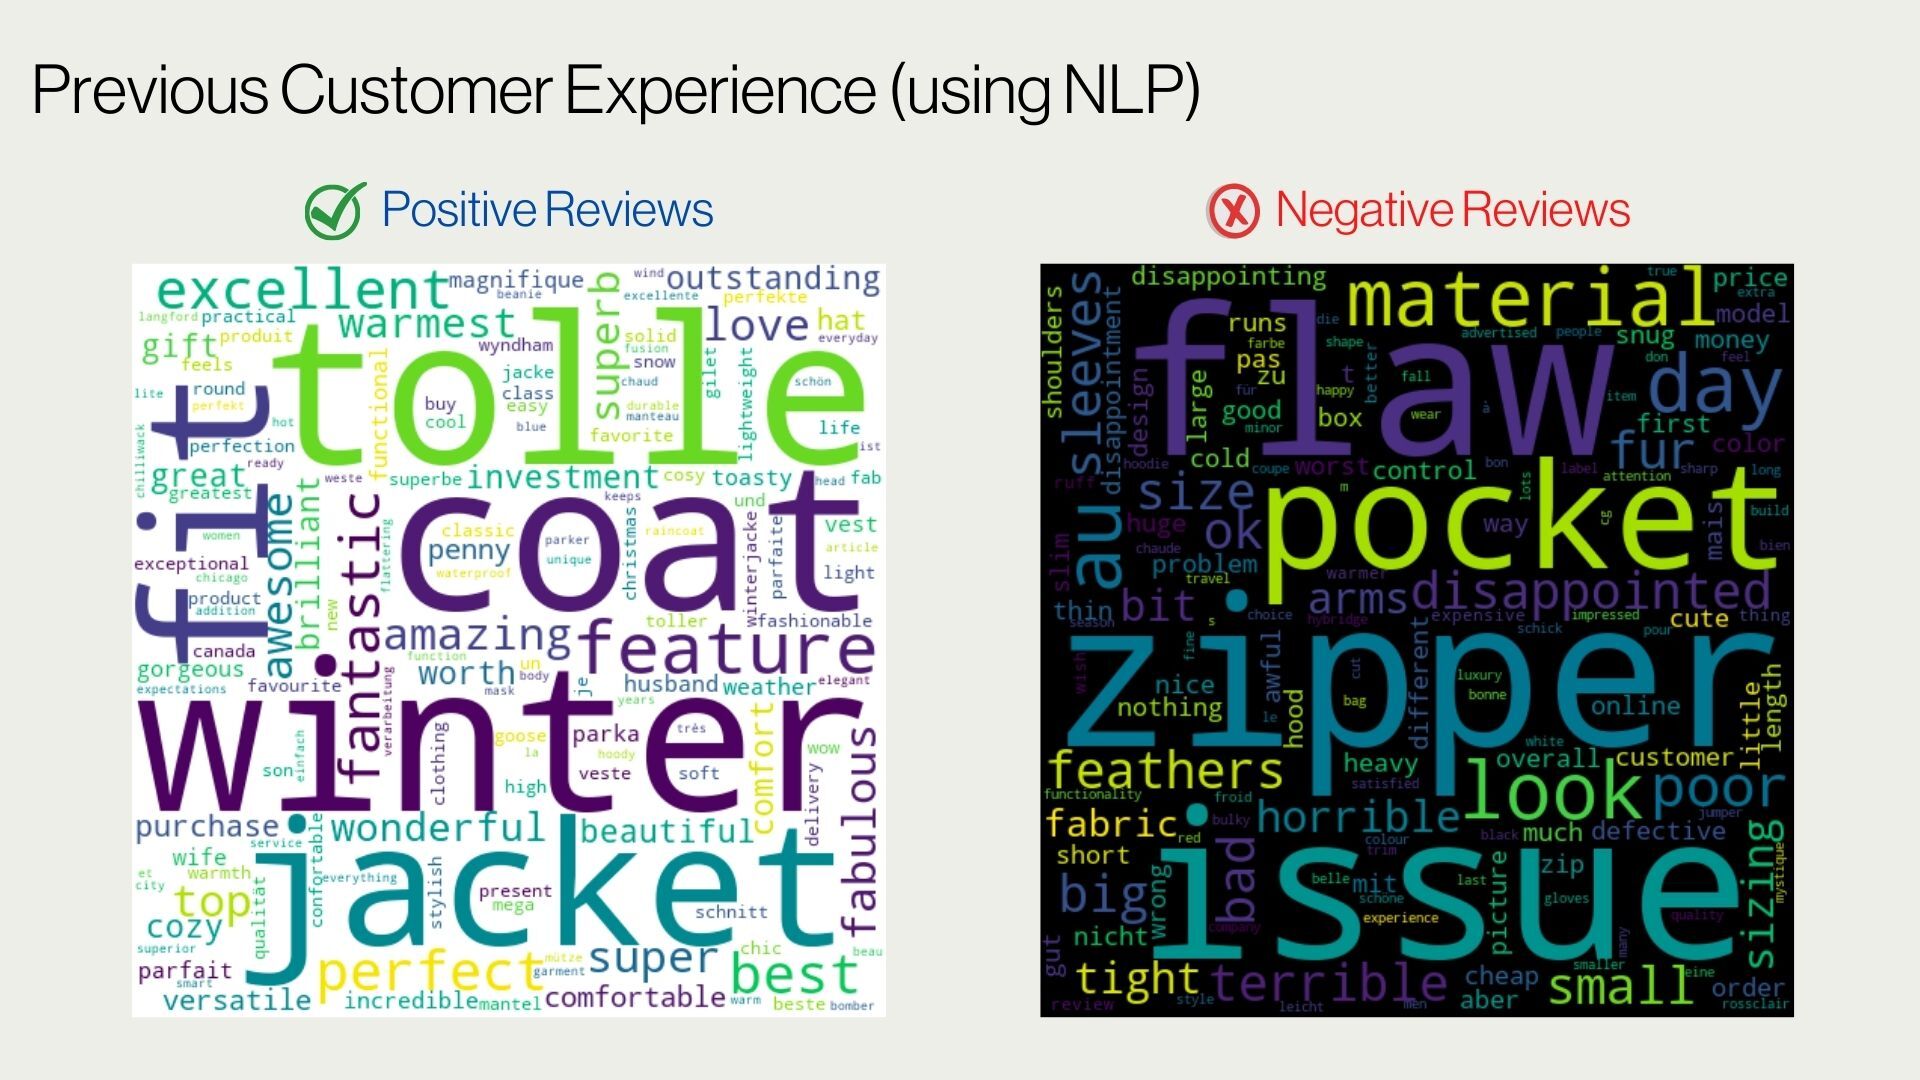 Previous Customer Experience (using NLP)
Positive Reviews
Negative Reviews
excellent
magnifique
beanie
wind
outstanding
excellente
perfekte
superb
langford
practical
warmest
love
hat
everyday
gift
produit
feels
tolle
wyndham
solid
fusion
snow
jacke
class
easy
chaud
durable
manteau
favorite
gilet
lightweight
schön
life
ist
lite
round
perfekt
fit
hot
functional
buy
cool
blue
perfection
ready
chilliwack
great
greatest
weste
superbe
investment
cosy
toasty
head
fab
keeps
und
awesome
brilliant
fantastic
flattering
coat
classic
penny
waterproof
parker
unique
christmas
raincoat
winterjacke
parfaite
vest
article
light
women
exceptional
chicago
product
addition
new
canada
gorgeous
expectations
favourite
amazing
function
worth
mask
un
body
je
toller
fashionable
feature
husband
weather
elegant
years
verarbeitung
winter
son
einfach
clothing
goose
la
high
parka
hoody
veste
très
soft
comfort
wow
delivery
fabulous
purchase
service
wonderful
beautiful
wife
warmth
et
city
top
cozy
qualität
superior
confortable
everything
stylish
jacket
present
mega
schnitt
parfait
smart
versatile
perfect
mütze
garment
super
chic
best
beau
incredible
mantel
comfortable
warm
beste
bomber
shoulders
sleeves
disappointment
disappointing
material
true
price
extra
model
runs
die
farbe
shape
advertised
people
snug
money
pas
zu
better
don
feel
design
large
für
t
happy
fall
flaw
day
item
good
minor
box
wear
à
first
hoodie
cold
coupe
worst
control
bon
label
fur
sharp
color
long
ruff
size
m
lots
attention
au
huge
ok
pocket
way
cg
mais
build
bien
slim
chaude
problem
travel
warmer
thin
season
bit
s
choice
arms
hybridge
disappointed
expensive
impressed
schick
pour
cute
thing
zipper
wish
fine
awful
cut
different
nice
nothing
le
hood
bag
luxury
bonne
online
little
length
feathers
functionality
froid
heavy
satisfied
white
overall
customer
look
poor
jumper
fabric
red
bulky
horrible
colour
trim
black
much
defective
short
big
wrong
bad
company
issue
belle
mit
schöne
experience
last
picture
zip
gloves
quality
many
sizing
mystique
gut
nicht
tight
review
style
terrible
leicht
men
cheap
aber
smaller
small
eine
order
rossclair